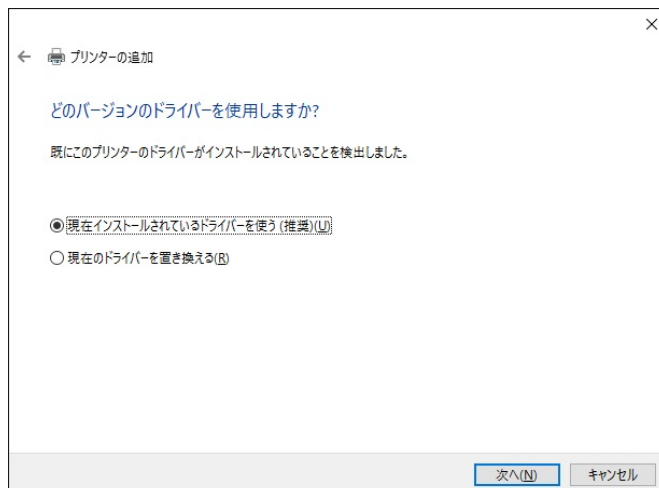 プリンターの追加
どのバージョンのドライバーを使用しますか?
既にこのプリンターのドライバーがインストールされていることを検出しました。
現在インストールされているドライバーを使う (推奨)(U)
現在のドライバーを置き換える(R)
次へ(N)
キャンセル